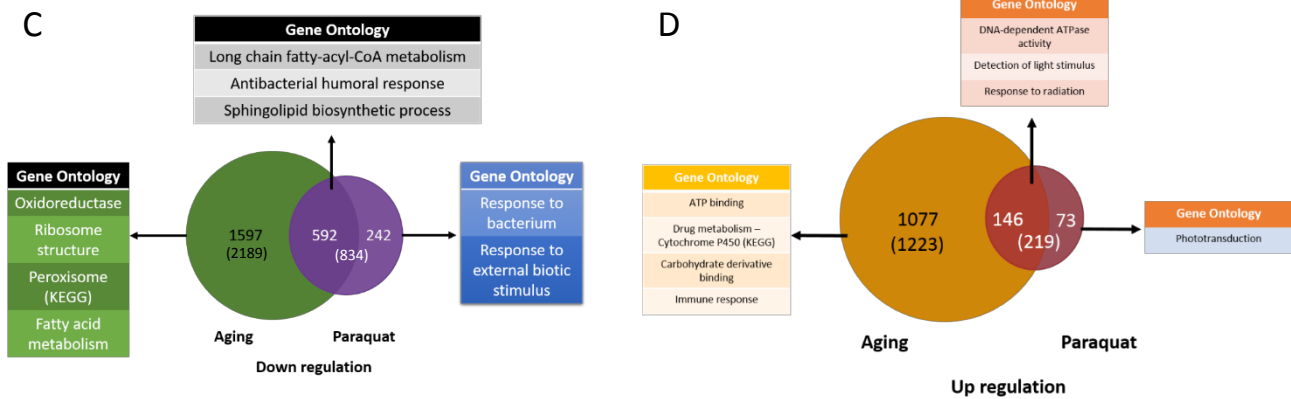 C
Gene Ontology
Long chain fatty-acyl-CoA metabolism
Antibacterial humoral response
Sphingolipid biosynthetic process
Gene Ontology
Oxidoreductase
Ribosome
structure
Peroxisome
(KEGG)
Fatty acid
metabolism
1597
(2189)
592
242
(834)
Gene Ontology
Response to
bacterium
Response to
external biotic
stimulus
Aging
Paraquat
Down regulation
D
Gene Ontology
DNA-dependent ATPase
activity
Detection of light stimulus
Response to radiation
Gene Ontology
ATP binding
Drug metabolism –
Cytochrome P450 (KEGG)
Carbohydrate derivative
binding
Immune response
1077
(1223)
146
73
(219)
Gene Ontology
Phototransduction
Aging
Paraquat
Up regulation